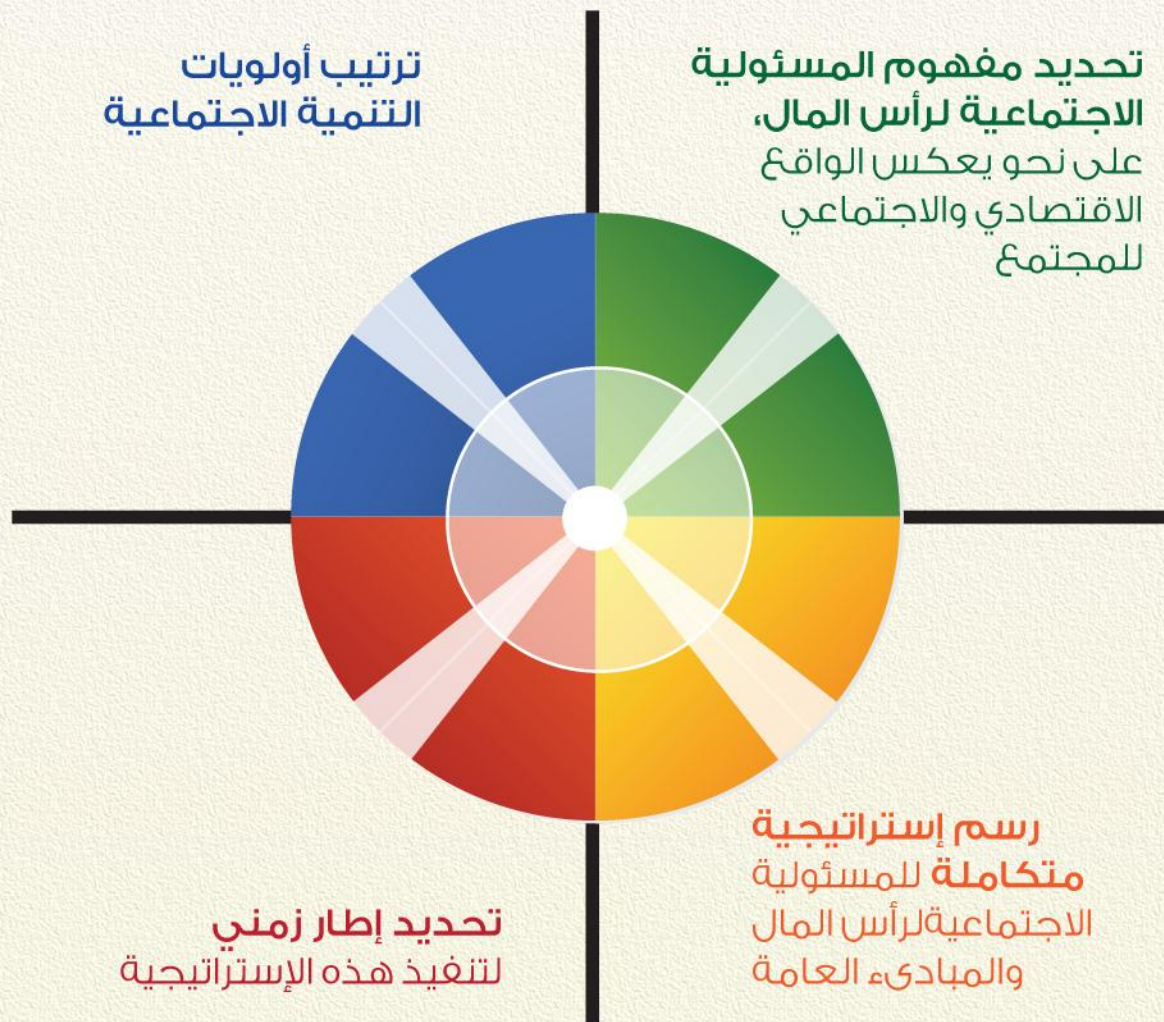 تحديد مفهوم المسئولية
الاجتماعية لرأس المال،
على نحو يعكس الواقع
الاقتصادي والاجتماعي
للمجتمع
ترتيب أولويات
التنمية الاجتماعية
رسم إستراتيجية
متكاملة للمسئولية
الاجتماعيةلرأس المال
والمبادىء العامة
تحديد إطار زمني
لتنفيذ هذه الإستراتيجية